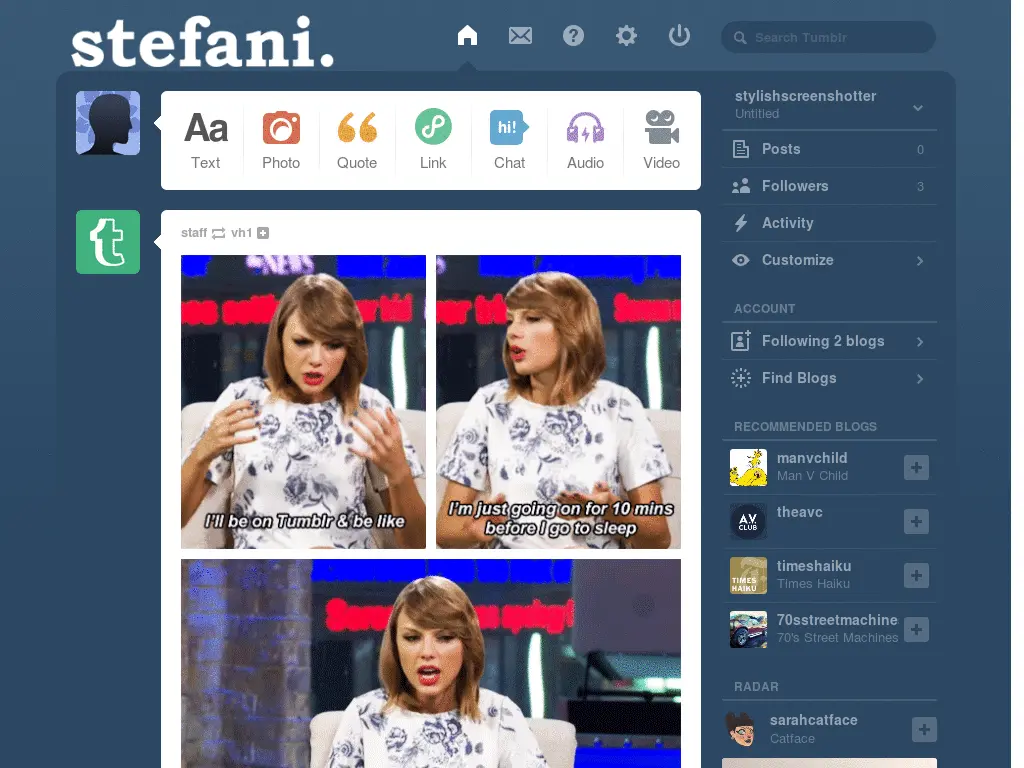 stefani.
Search Tumblr
Aa
hi!
Text
Photo
Quote
Link
Chat
Audio
Video
staff vh1
NEWS
I'll be on Tumblr & be like
I'm just going on for 10 mins
before I go to sleep
stylishscreenshotter
Untitled
Posts 0
Followers 3
Activity
Customize
ACCOUNT
Following 2 blogs
Find Blogs
RECOMMENDED BLOGS
manvchild
Man V Child
A.V.
CLUB
theavc
TIMES
HAIKU
timeshaiku
Times Haiku
70sstreetmachine
70's Street Machines
RADAR
sarahcatface
Catface